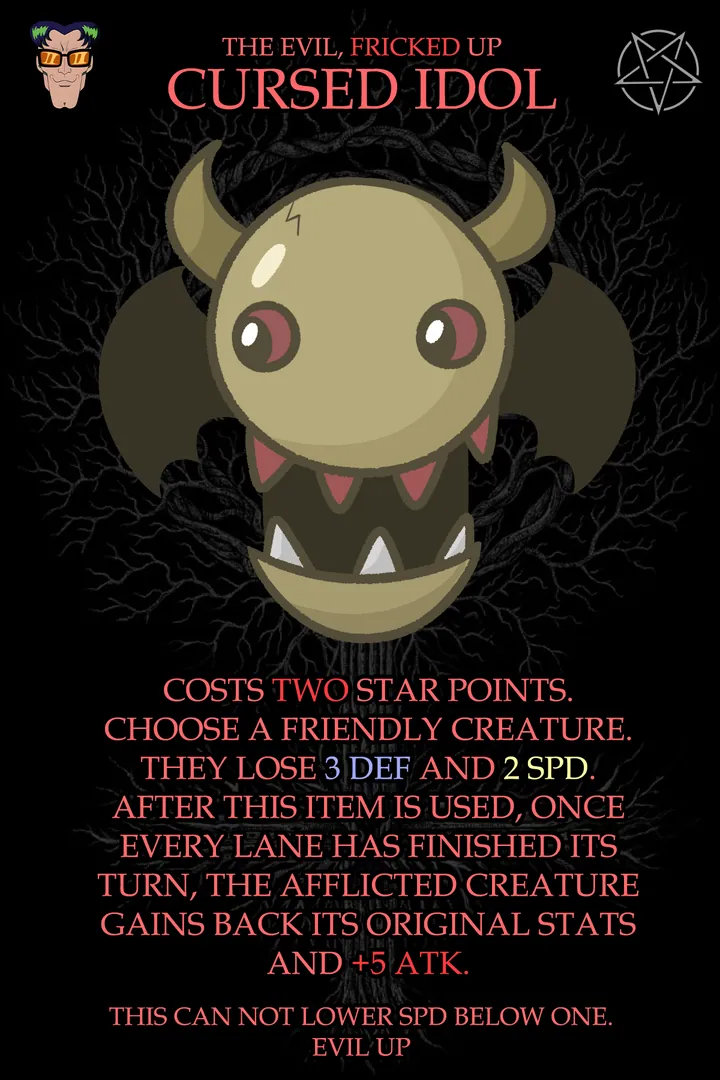 THE EVIL, FRICKED UP
CURSED IDOL
COSTS TWO STAR POINTS.
CHOOSE A FRIENDLY CREATURE.
THEY LOSE 3 DEF AND 2 SPD.
AFTER THIS ITEM IS USED, ONCE
EVERY LANE HAS FINISHED ITS
TURN, THE AFFLICTED CREATURE
GAINS BACK ITS ORIGINAL STATS
AND +5 ATK.
THIS CAN NOT LOWER SPD BELOW ONE.
EVIL UP